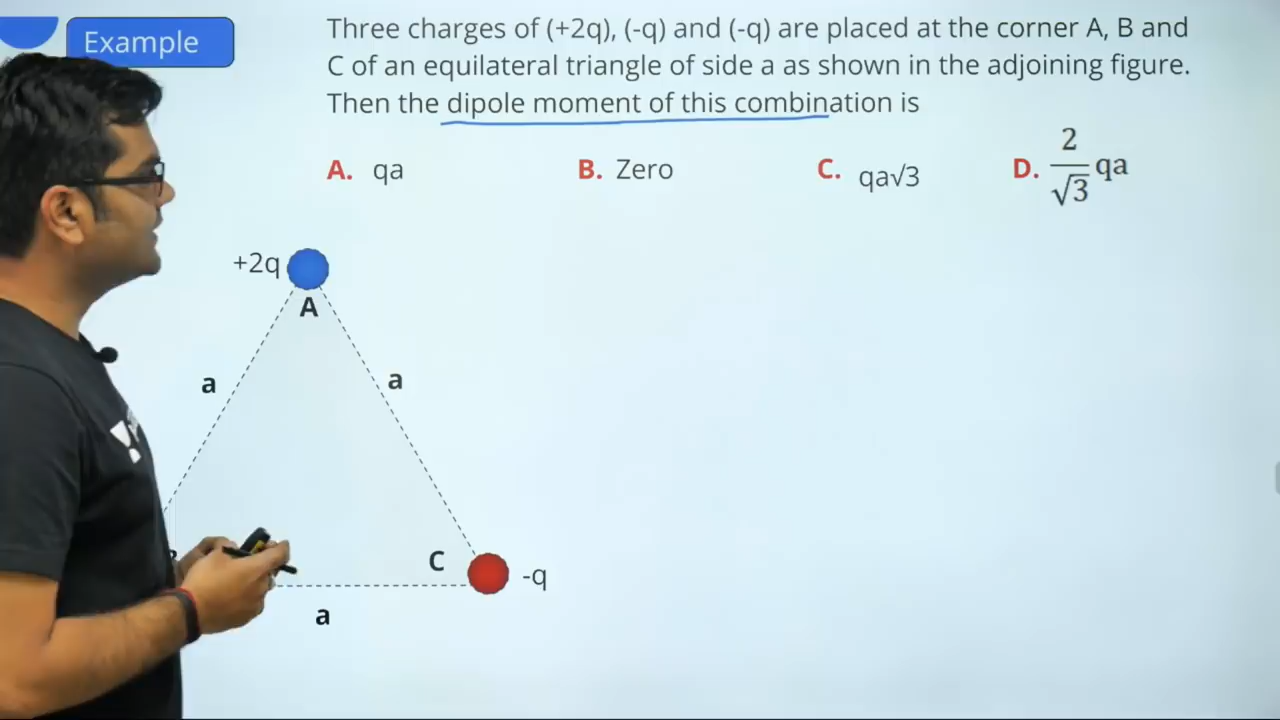 Example
Three charges of (+2q), (-q) and (-q) are placed at the corner A, B and
C of an equilateral triangle of side a as shown in the adjoining figure.
Then the dipole moment of this combination is
A. qa
B. Zero
C. qa√3
D. 2/√3 qa
+2q
A
a
a
C
-q
a